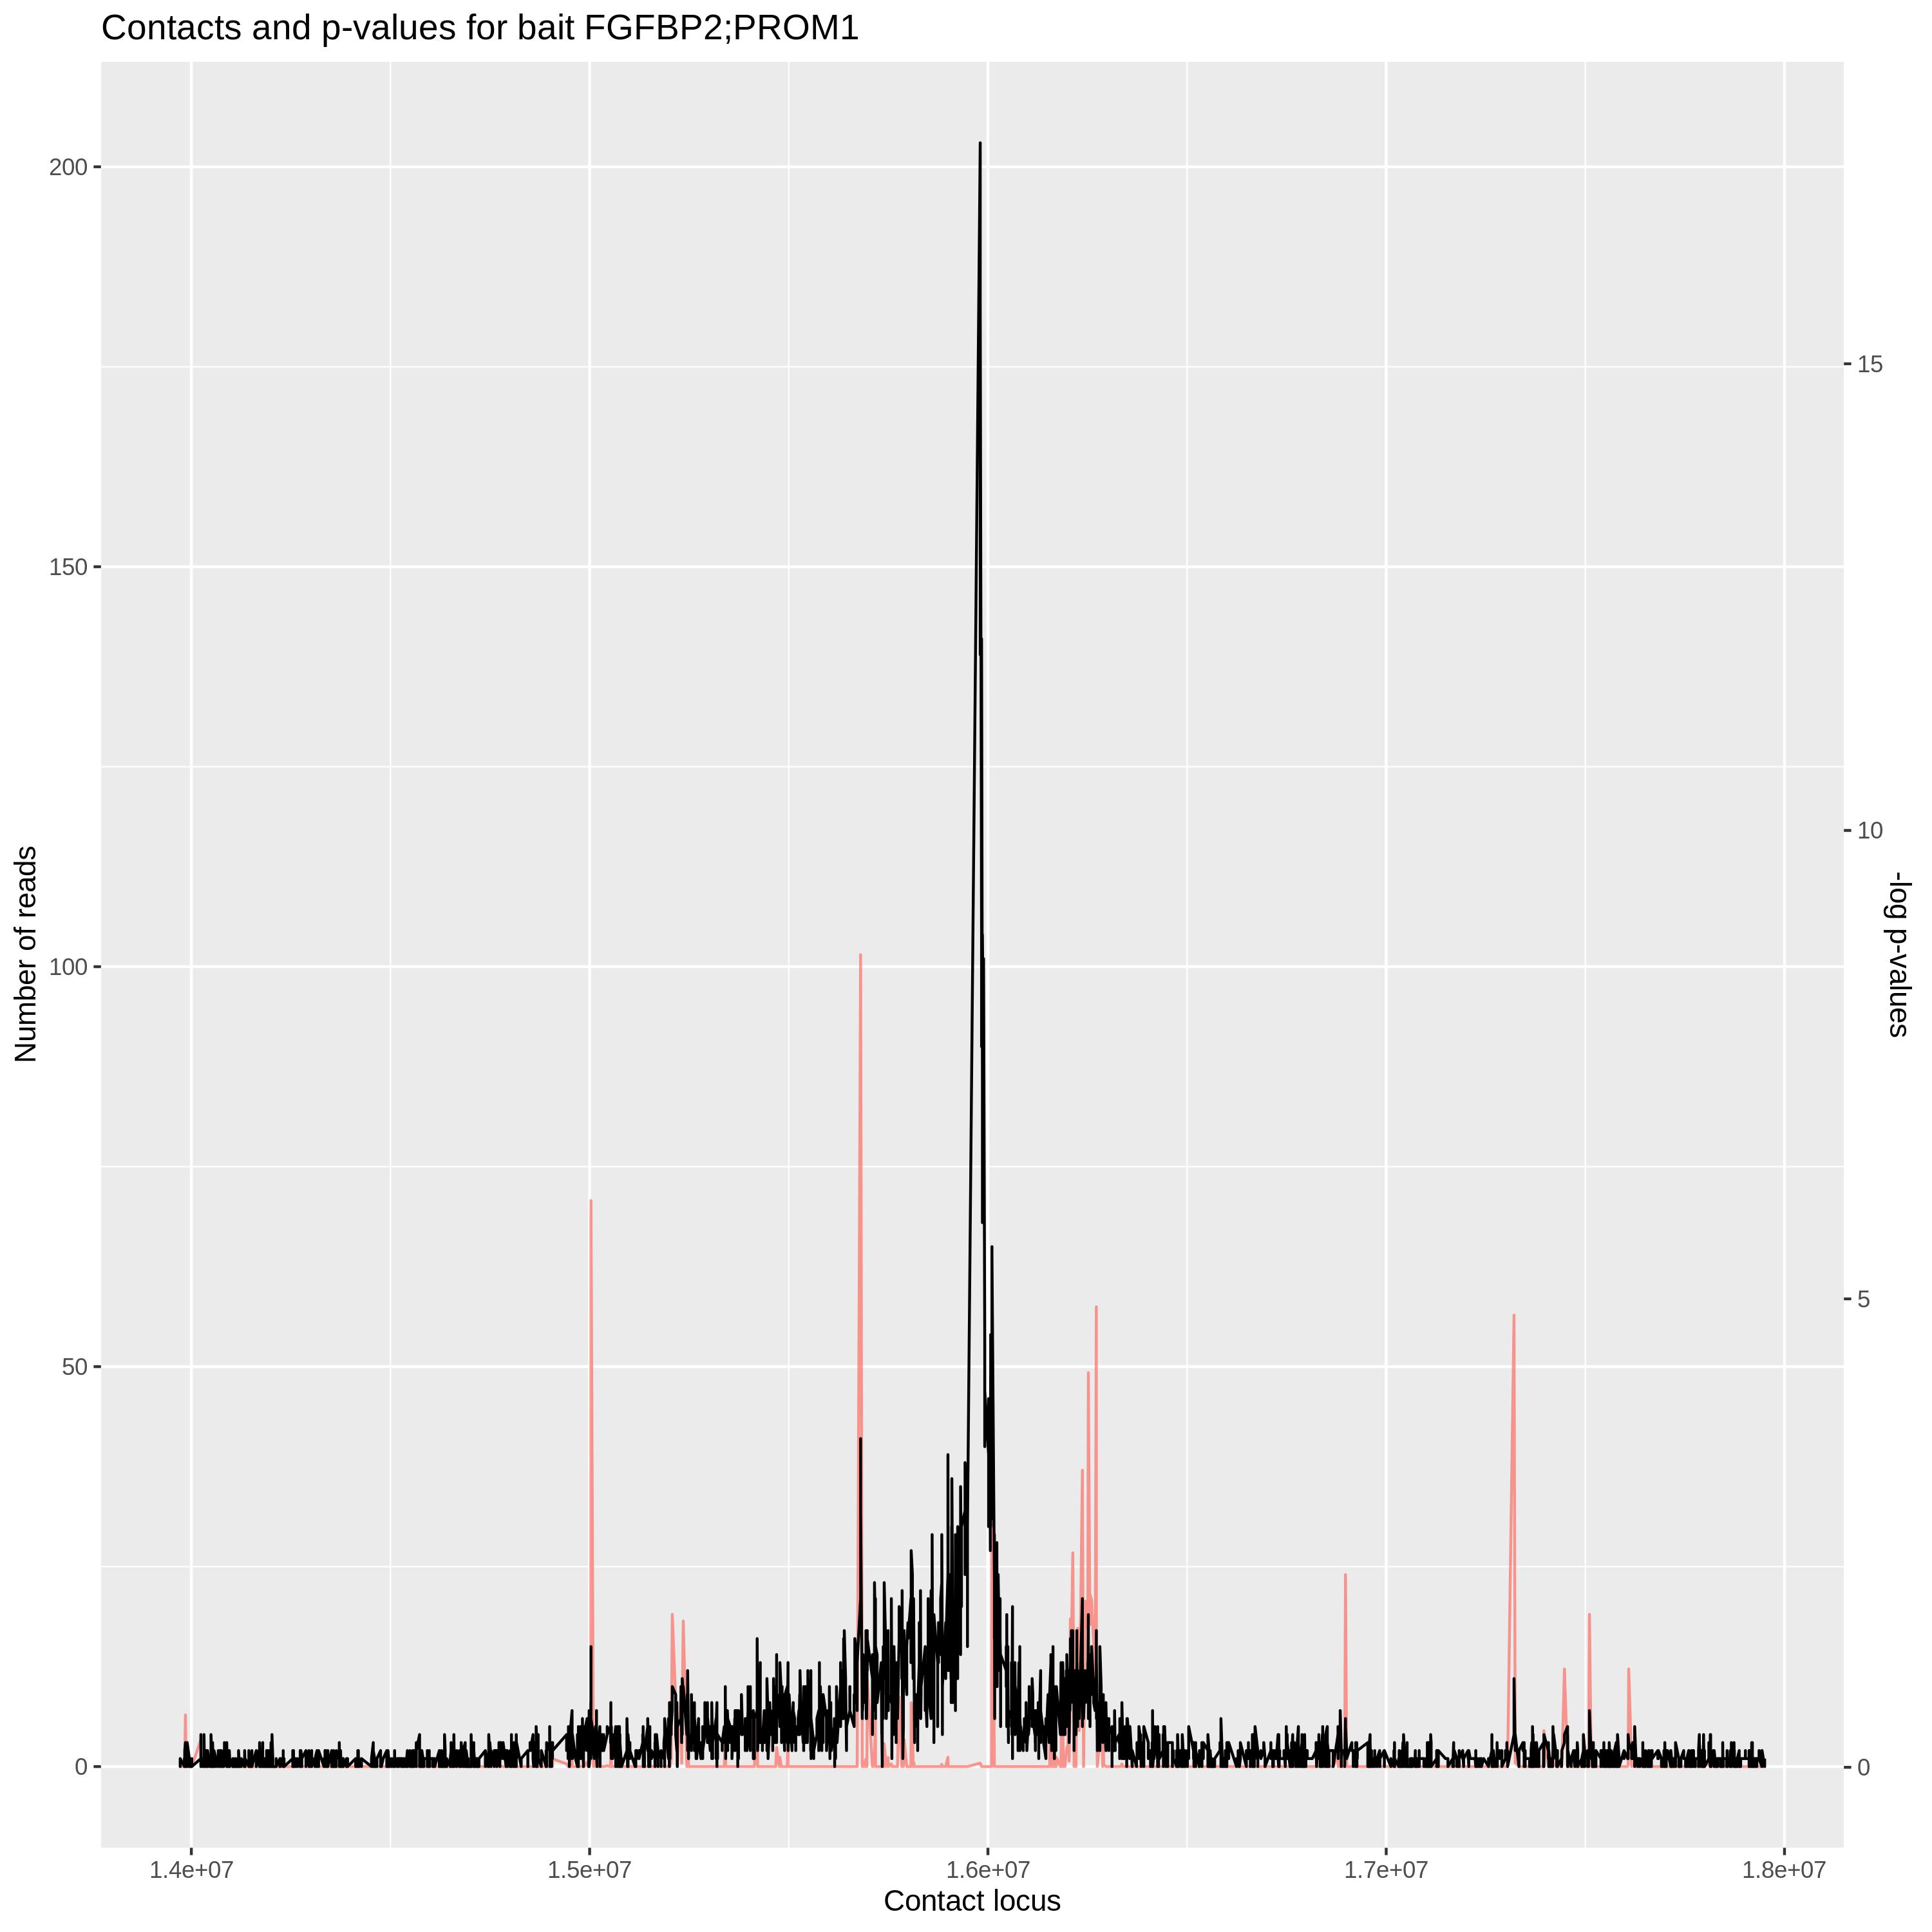 Contacts and p-values for bait FGFBP2;PROM1
200
150
100
50
0
Number of reads
15
10
5
0
-log p-values
1.4e+07
1.5e+07
1.6e+07
1.7e+07
1.8e+07
Contact locus